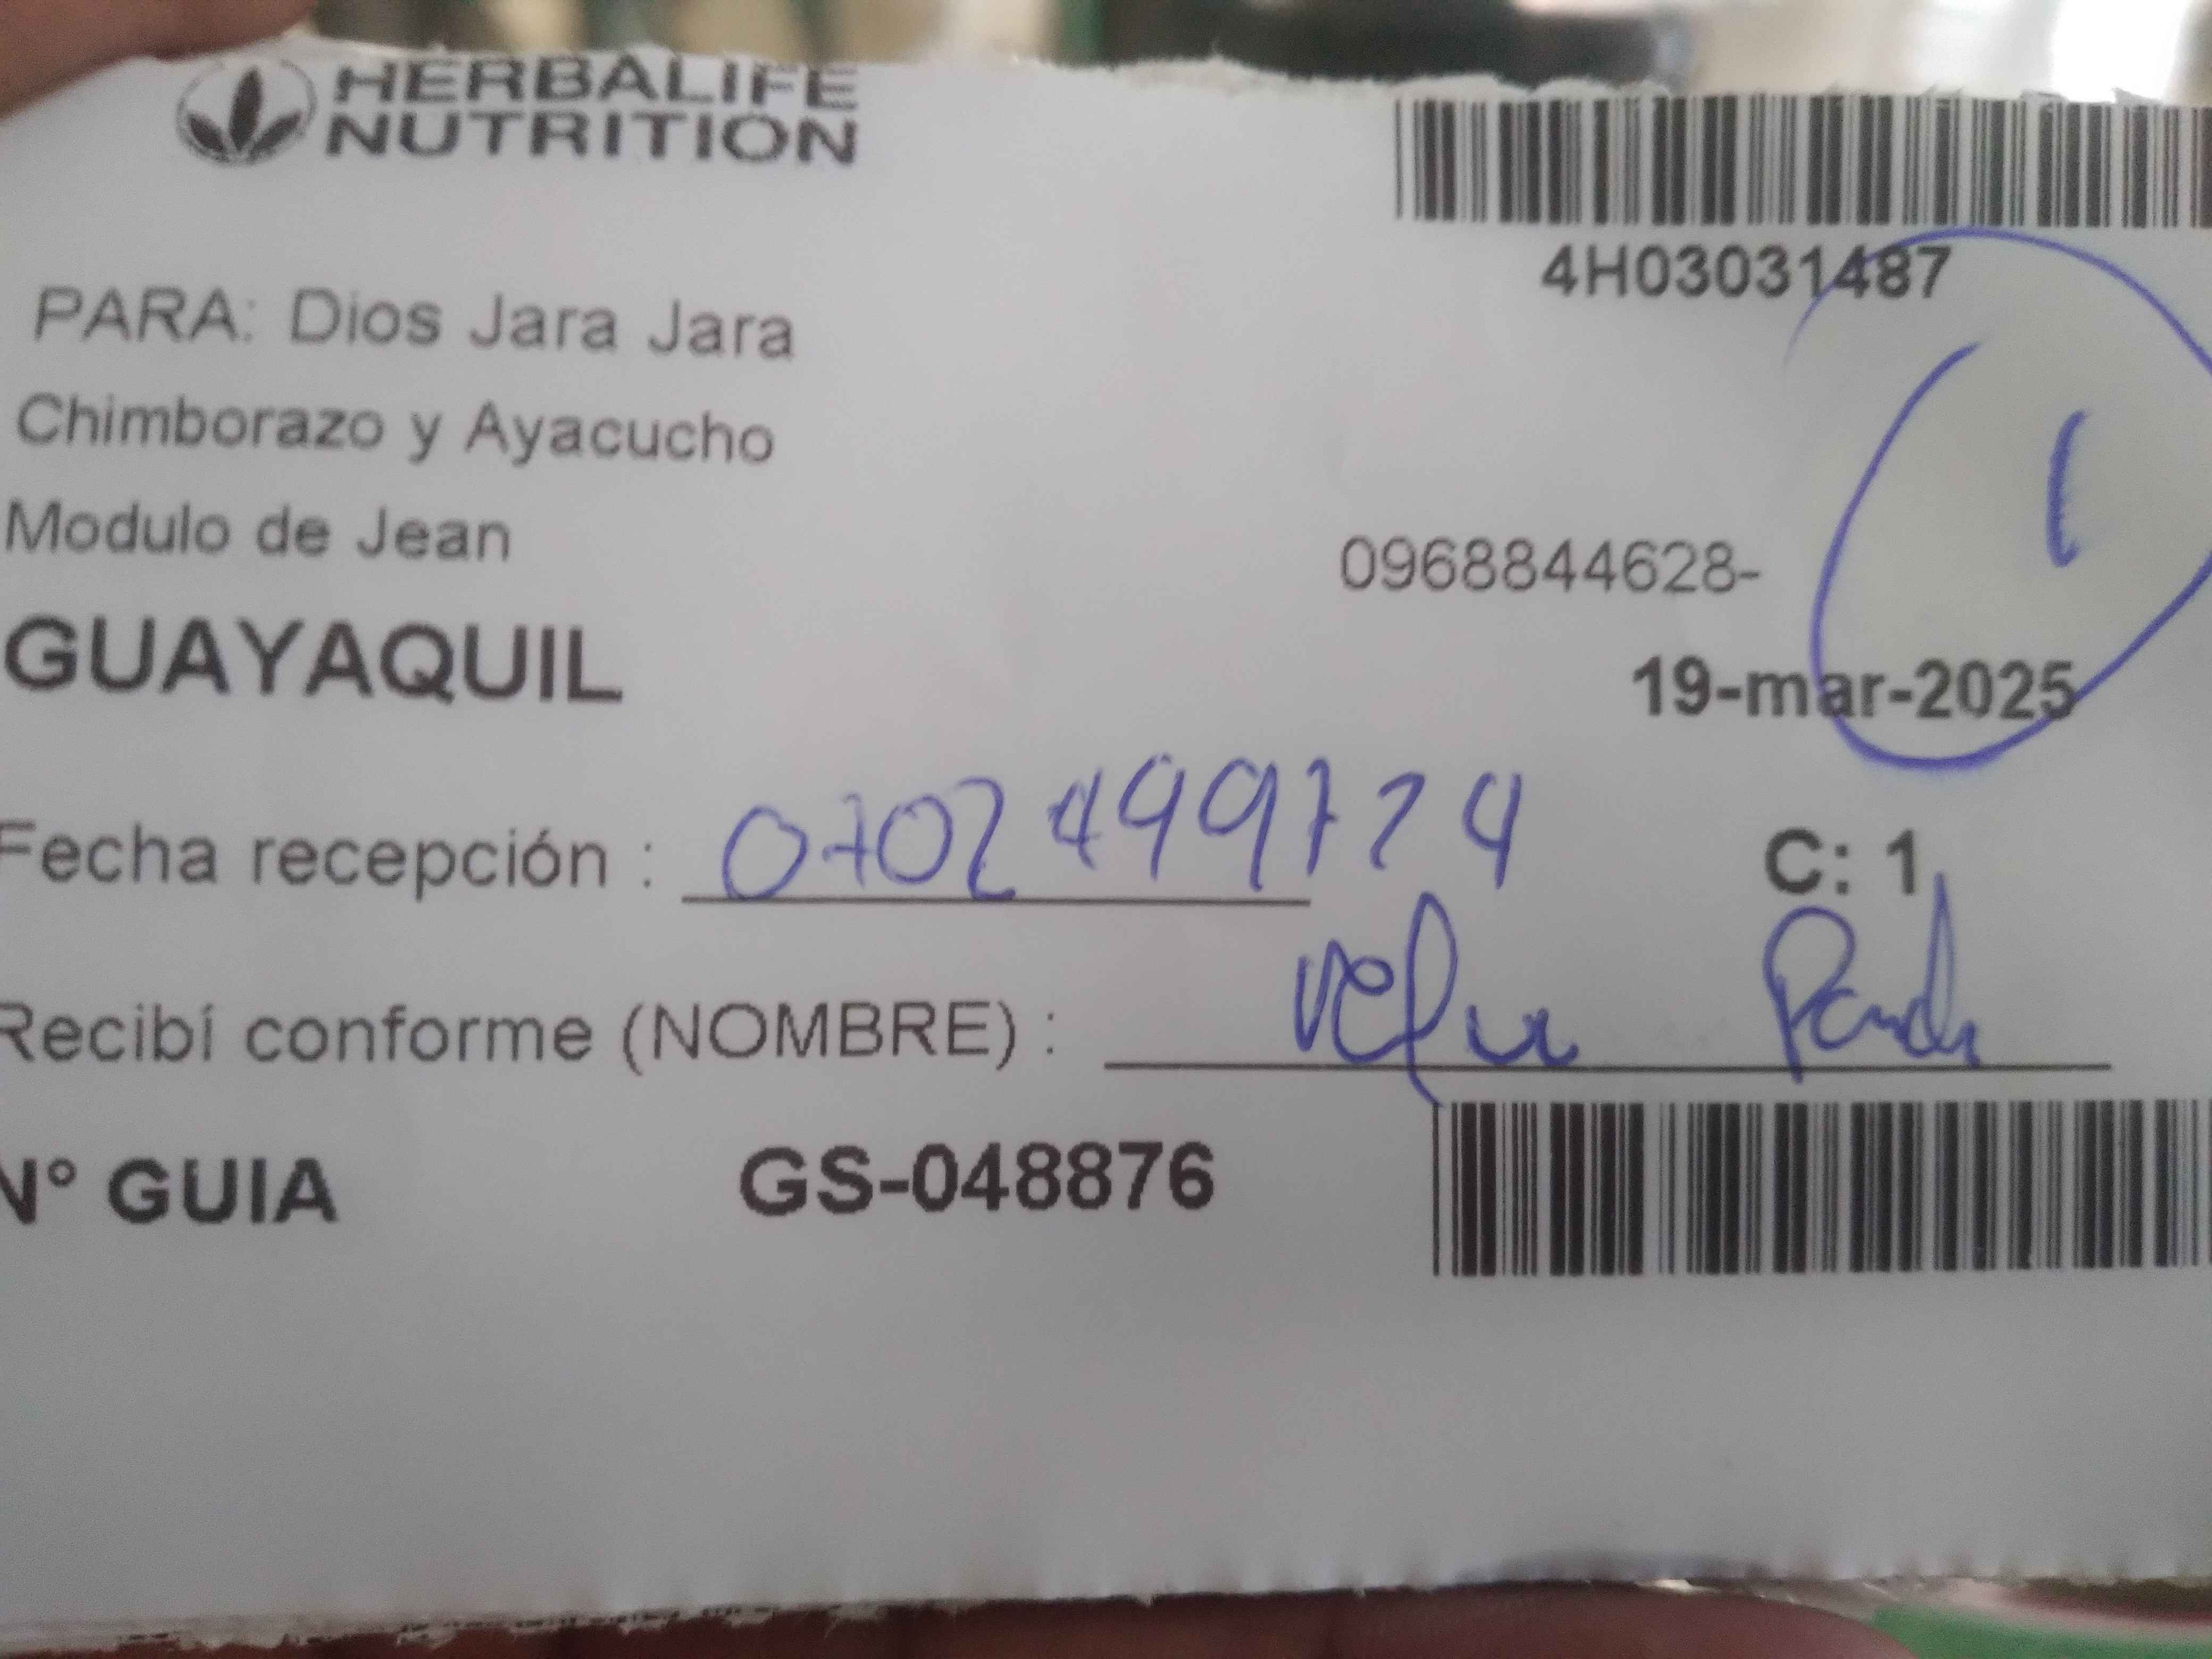 HERBALIFE
NUTRITION
4H03031487
PARA: Dios Jara Jara
Chimborazo y Ayacucho
1
Modulo de Jean
0968844628-
GUAYAQUIL
19-mar-2025
Fecha recepción :
C: 1
Recibí conforme (NOMBRE) :
N° GUIA GS-048876